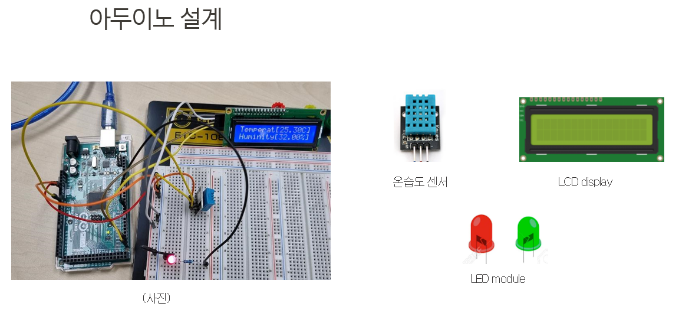 아두이노 설계
Temperat[25.30C]
Humidity[32.00%]
온습도 센서
LCD display
LED module
(사진)